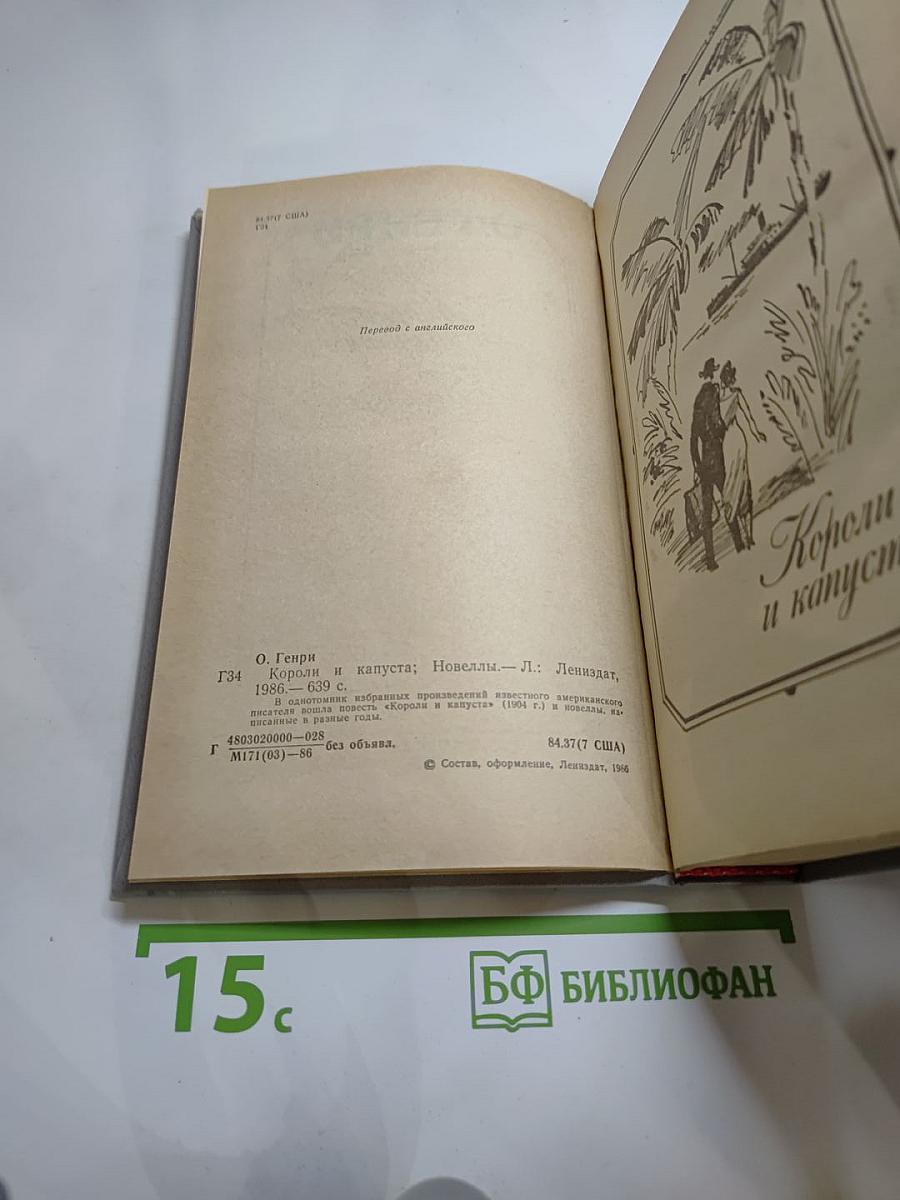 84.37(7 США)
Г34
Перевод с английского
О. Генри
Г34 Короли и капуста; Новеллы.— Л.: Лениздат,
1986.— 639 с.
В однотомник избранных произведений известного американского
писателя вошла повесть «Короли и капуста» (1904 г.) и новеллы, на-
писанные в разные годы.
Г 4803020000—028
М171(03)—86 без объявл.
84.37(7 США)
© Состав, оформление, Лениздат, 1986
Короли
и капуст
15 с
БФ БИБЛИОФАН